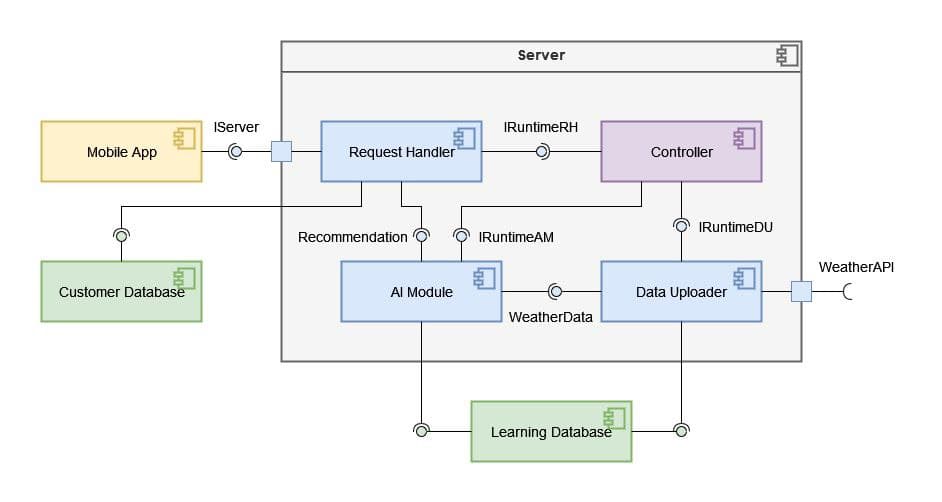 Server
IServer
IRuntimeRH
Mobile App
Request Handler
Controller
Recommendation
IRuntimeAM
IRuntimeDU
Customer Database
AI Module
Data Uploader
WeatherAPI
WeatherData
Learning Database